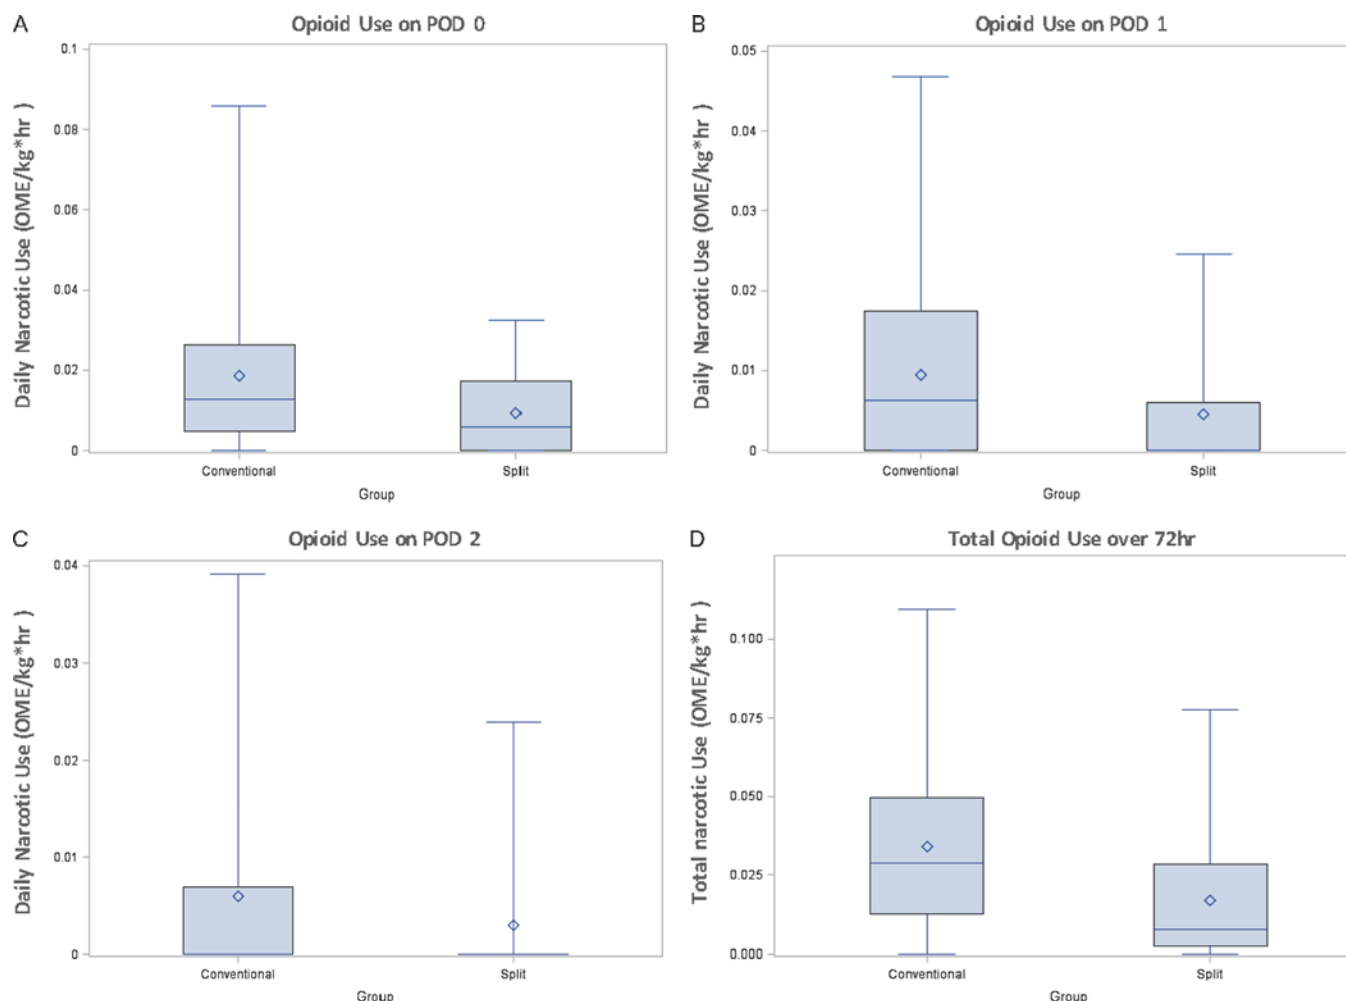 A
Opioid Use on POD 0
Daily Narcotic Use (OME/kg*hr )
0.1
0.08
0.06
0.04
0.02
0
Conventional
Split
Group
B
Opioid Use on POD 1
Daily Narcotic Use (OME/kg*hr )
0.05
0.04
0.03
0.02
0.01
0
Conventional
Split
Group
C
Opioid Use on POD 2
Daily Narcotic Use (OME/kg*hr )
0.04
0.03
0.02
0.01
0
Conventional
Split
Group
D
Total Opioid Use over 72hr
Total narcotic Use (OME/kg*hr )
0.100
0.075
0.050
0.025
0.000
Conventional
Split
Group